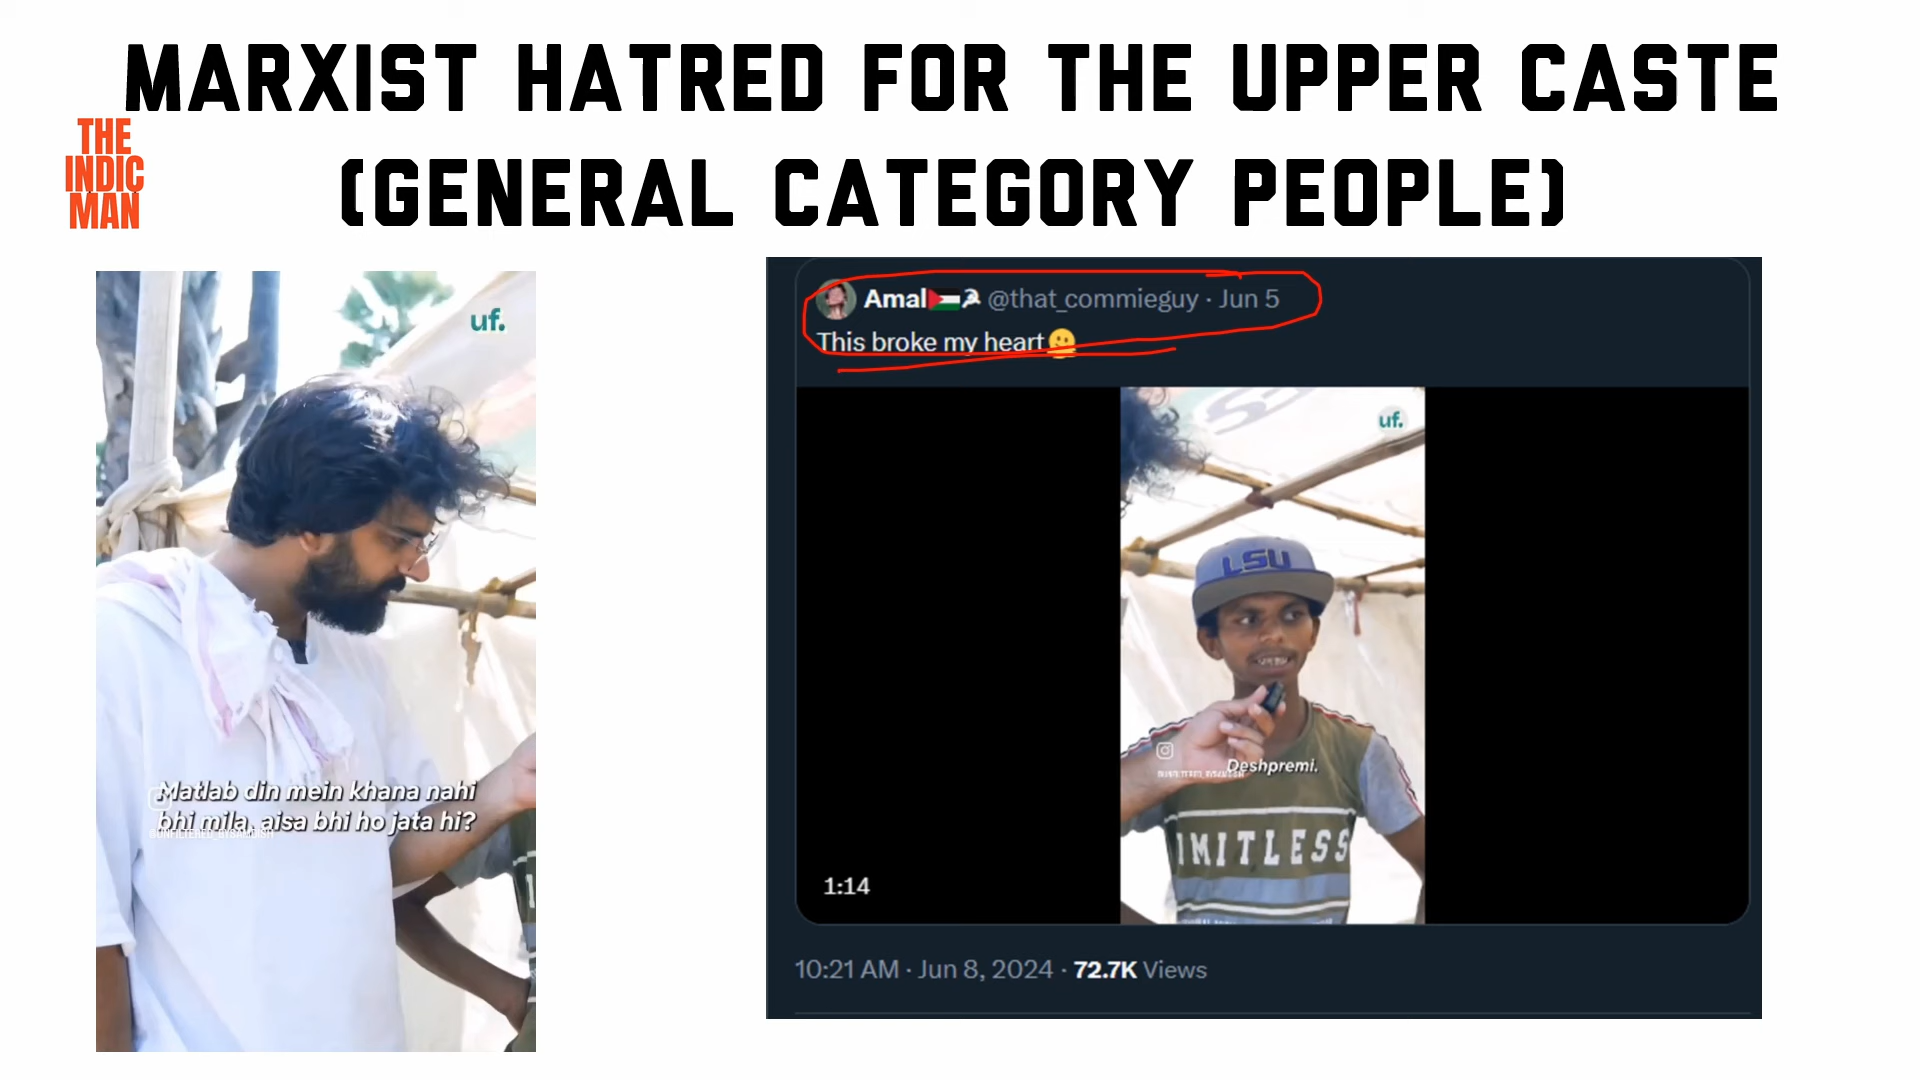 MARXIST HATRED FOR THE UPPER CASTE
(GENERAL CATEGORY PEOPLE)
THE
INDIC
MAN
uf.
Matlab din mein khana nahi
bhi mila, aisa bhi ho jata hi?
Amal @that_commieguy · Jun 5
This broke my heart
uf.
LSU
Deshpremi.
IMITLESS
1:14
10:21 AM · Jun 8, 2024 · 72.7K Views